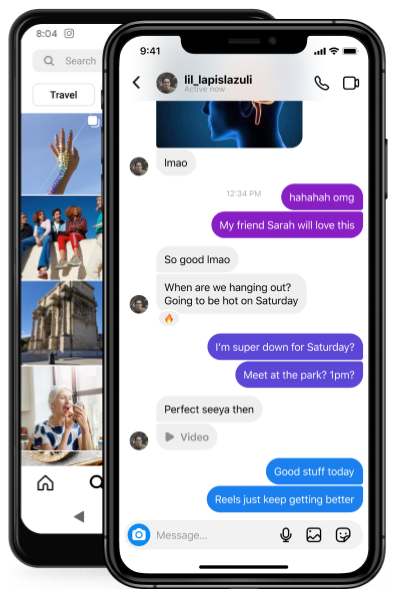 8:04
Search
Travel
9:41
lil_lapislazuli
Active now
lmao
12:34 PM
hahahah omg
My friend Sarah will love this
So good lmao
When are we hanging out?
Going to be hot on Saturday
I'm super down for Saturday?
Meet at the park? 1pm?
Perfect seeya then
Video
Good stuff today
Reels just keep getting better
Message...